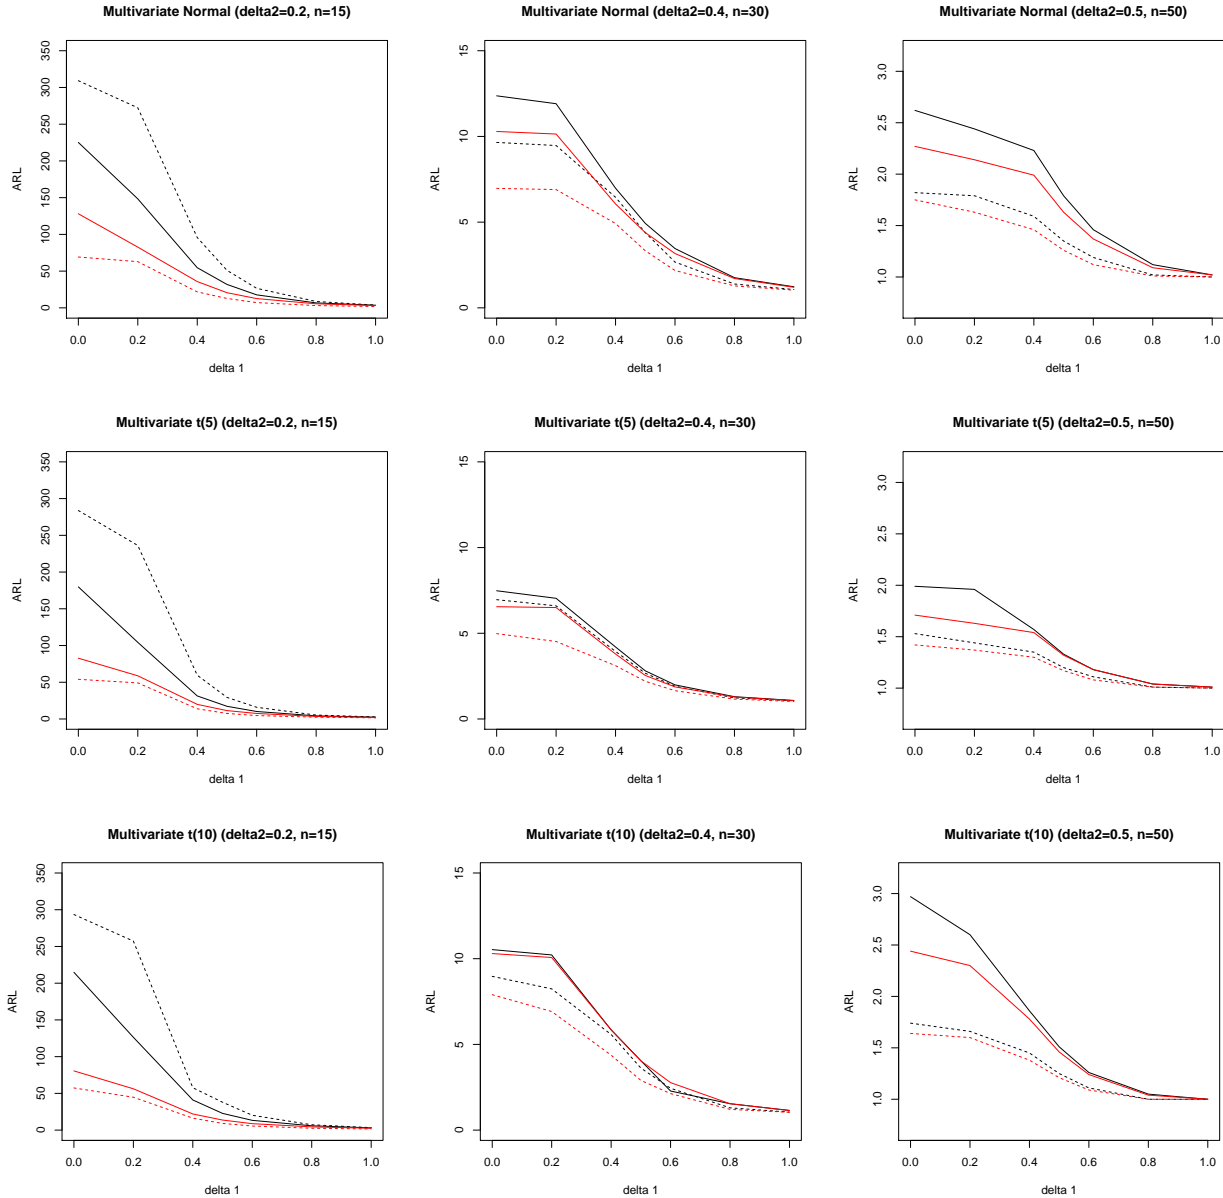 Multivariate Normal (delta2=0.2, n=15)
ARL
0 50 100 150 200 250 300 350
0.0 0.2 0.4 0.6 0.8 1.0
delta 1
Multivariate Normal (delta2=0.4, n=30)
ARL
0 5 10 15
0.0 0.2 0.4 0.6 0.8 1.0
delta 1
Multivariate Normal (delta2=0.5, n=50)
ARL
1.0 1.5 2.0 2.5 3.0
0.0 0.2 0.4 0.6 0.8 1.0
delta 1
Multivariate t(5) (delta2=0.2, n=15)
ARL
0 50 100 150 200 250 300 350
0.0 0.2 0.4 0.6 0.8 1.0
delta 1
Multivariate t(5) (delta2=0.4, n=30)
ARL
0 5 10 15
0.0 0.2 0.4 0.6 0.8 1.0
delta 1
Multivariate t(5) (delta2=0.5, n=50)
ARL
1.0 1.5 2.0 2.5 3.0
0.0 0.2 0.4 0.6 0.8 1.0
delta 1
Multivariate t(10) (delta2=0.2, n=15)
ARL
0 50 100 150 200 250 300 350
0.0 0.2 0.4 0.6 0.8 1.0
delta 1
Multivariate t(10) (delta2=0.4, n=30)
ARL
0 5 10 15
0.0 0.2 0.4 0.6 0.8 1.0
delta 1
Multivariate t(10) (delta2=0.5, n=50)
ARL
1.0 1.5 2.0 2.5 3.0
0.0 0.2 0.4 0.6 0.8 1.0
delta 1